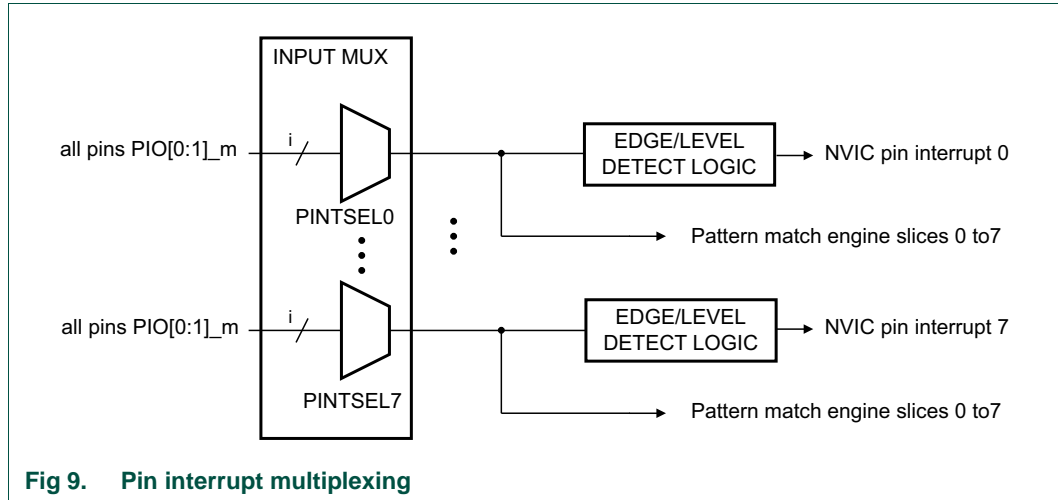 INPUT MUX
all pins PIO[0:1]_m
i
PINTSEL0
EDGE/LEVEL
DETECT LOGIC
NVIC pin interrupt 0
Pattern match engine slices 0 to7
all pins PIO[0:1]_m
i
PINTSEL7
EDGE/LEVEL
DETECT LOGIC
NVIC pin interrupt 7
Pattern match engine slices 0 to7
Fig 9. Pin interrupt multiplexing